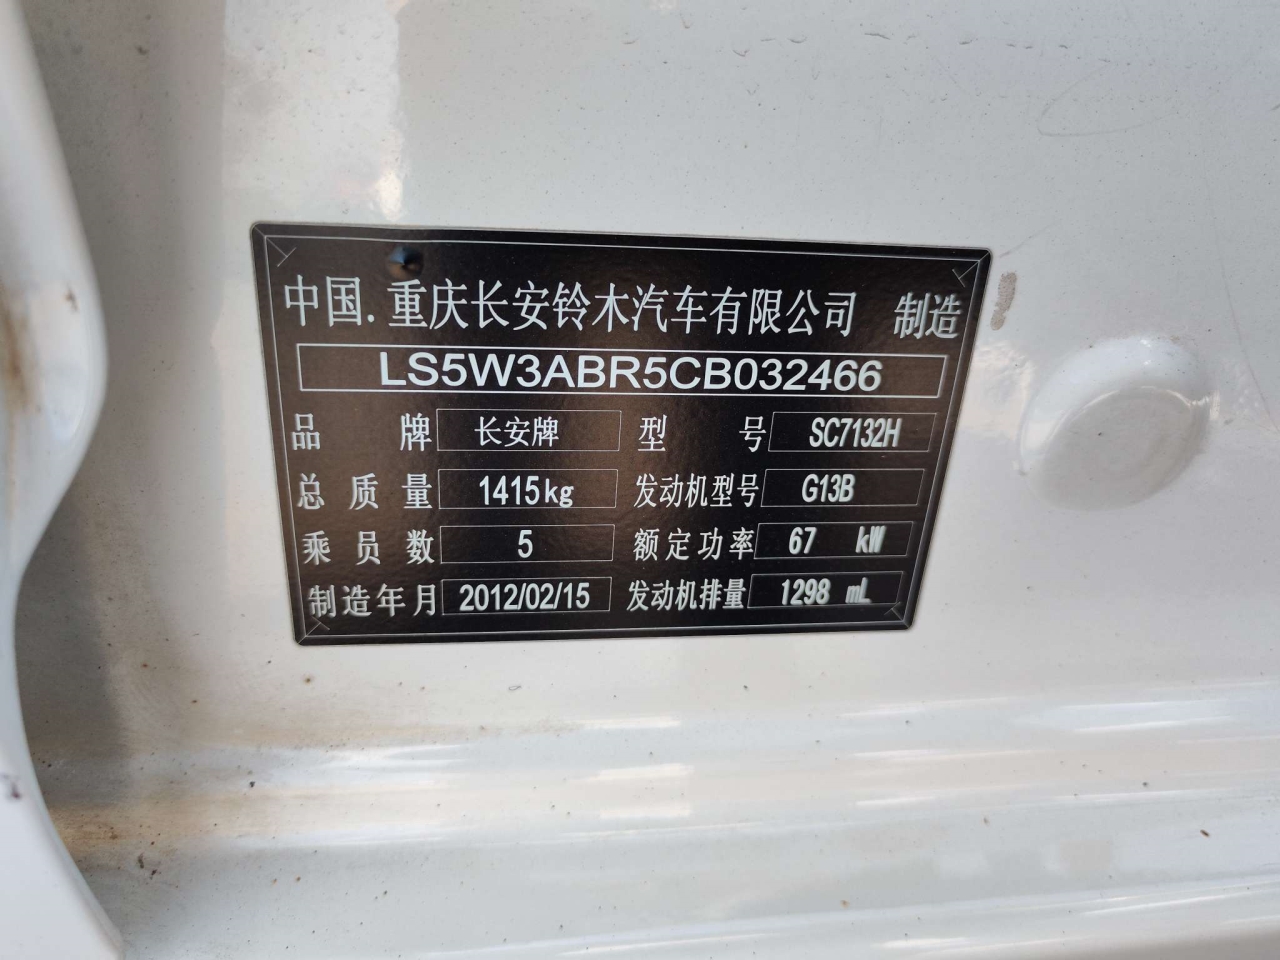 中国.重庆长安铃木汽车有限公司 制造
LS5W3ABR5CB032466
品牌 长安牌 型号 SC7132H
总质量 1415kg 发动机型号 G13B
乘员数 5 额定功率 67 kW
制造年月 2012/02/15 发动机排量 1298 mL